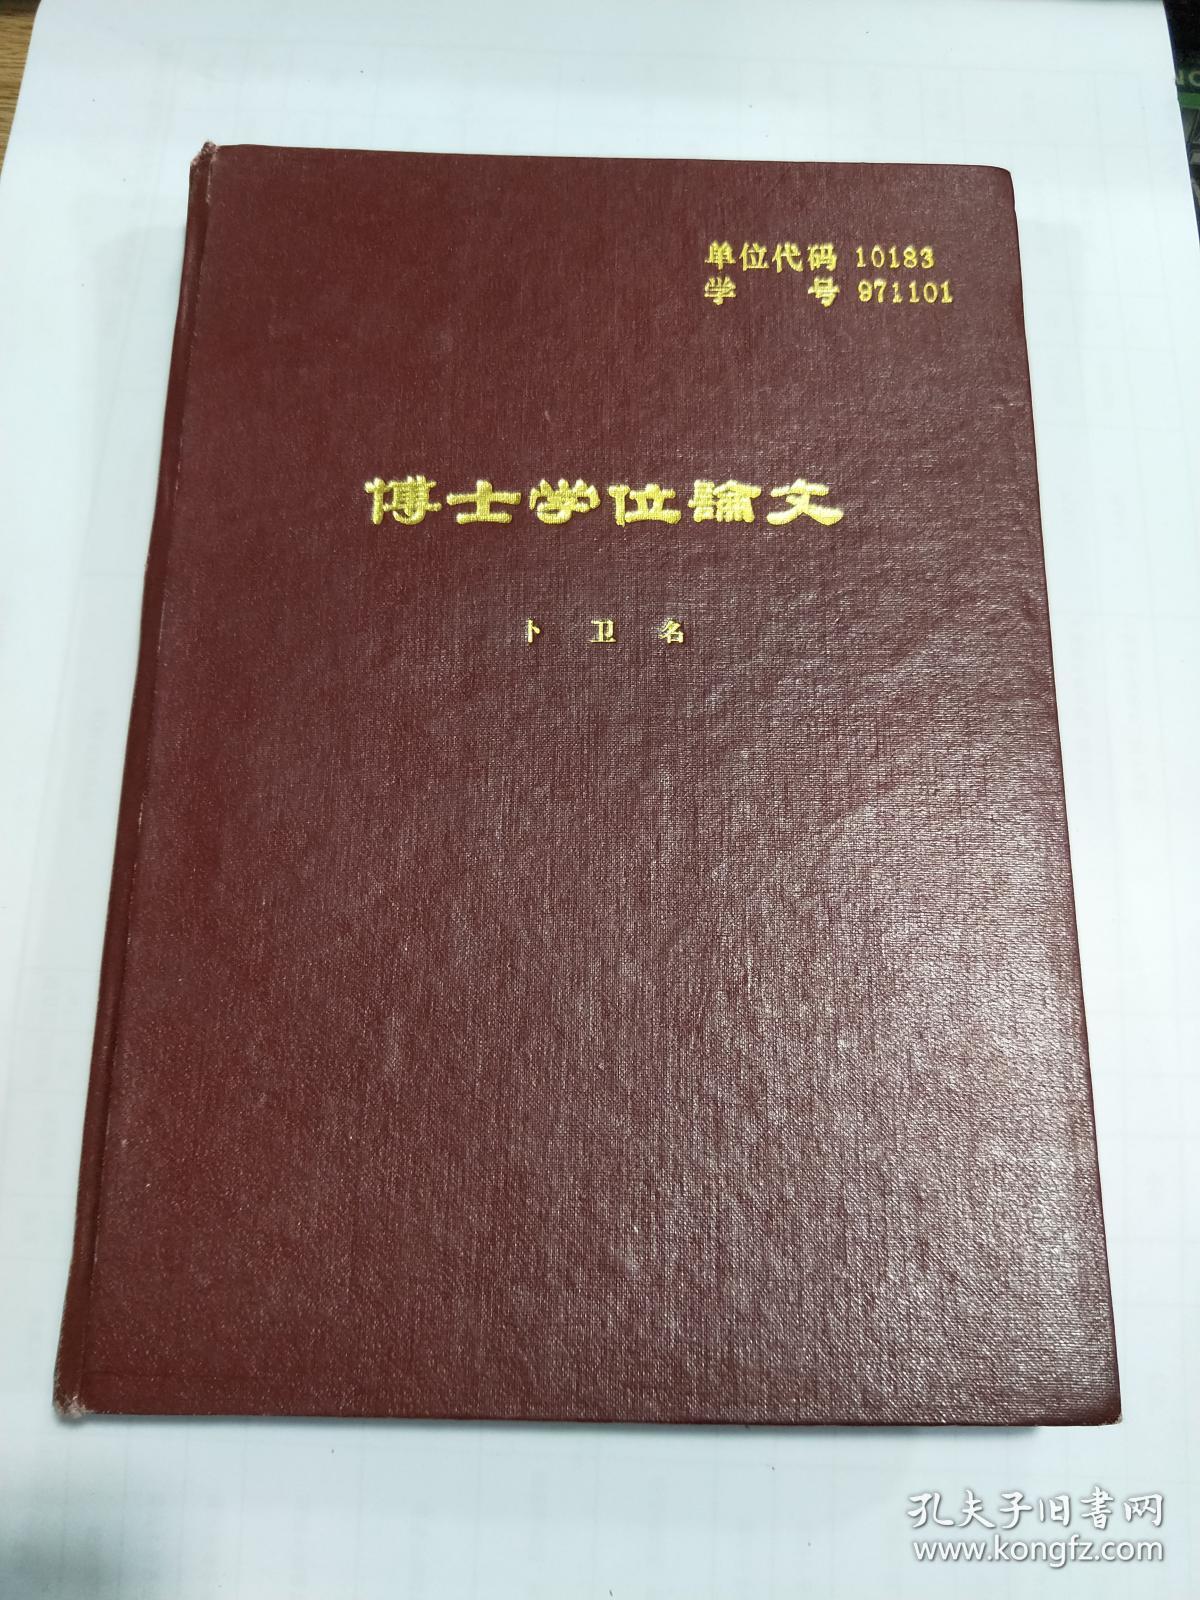 单位代码 10183
学 号 971101
博士学位論文
卜 卫 名
孔夫子旧書网
www.kongfz.com